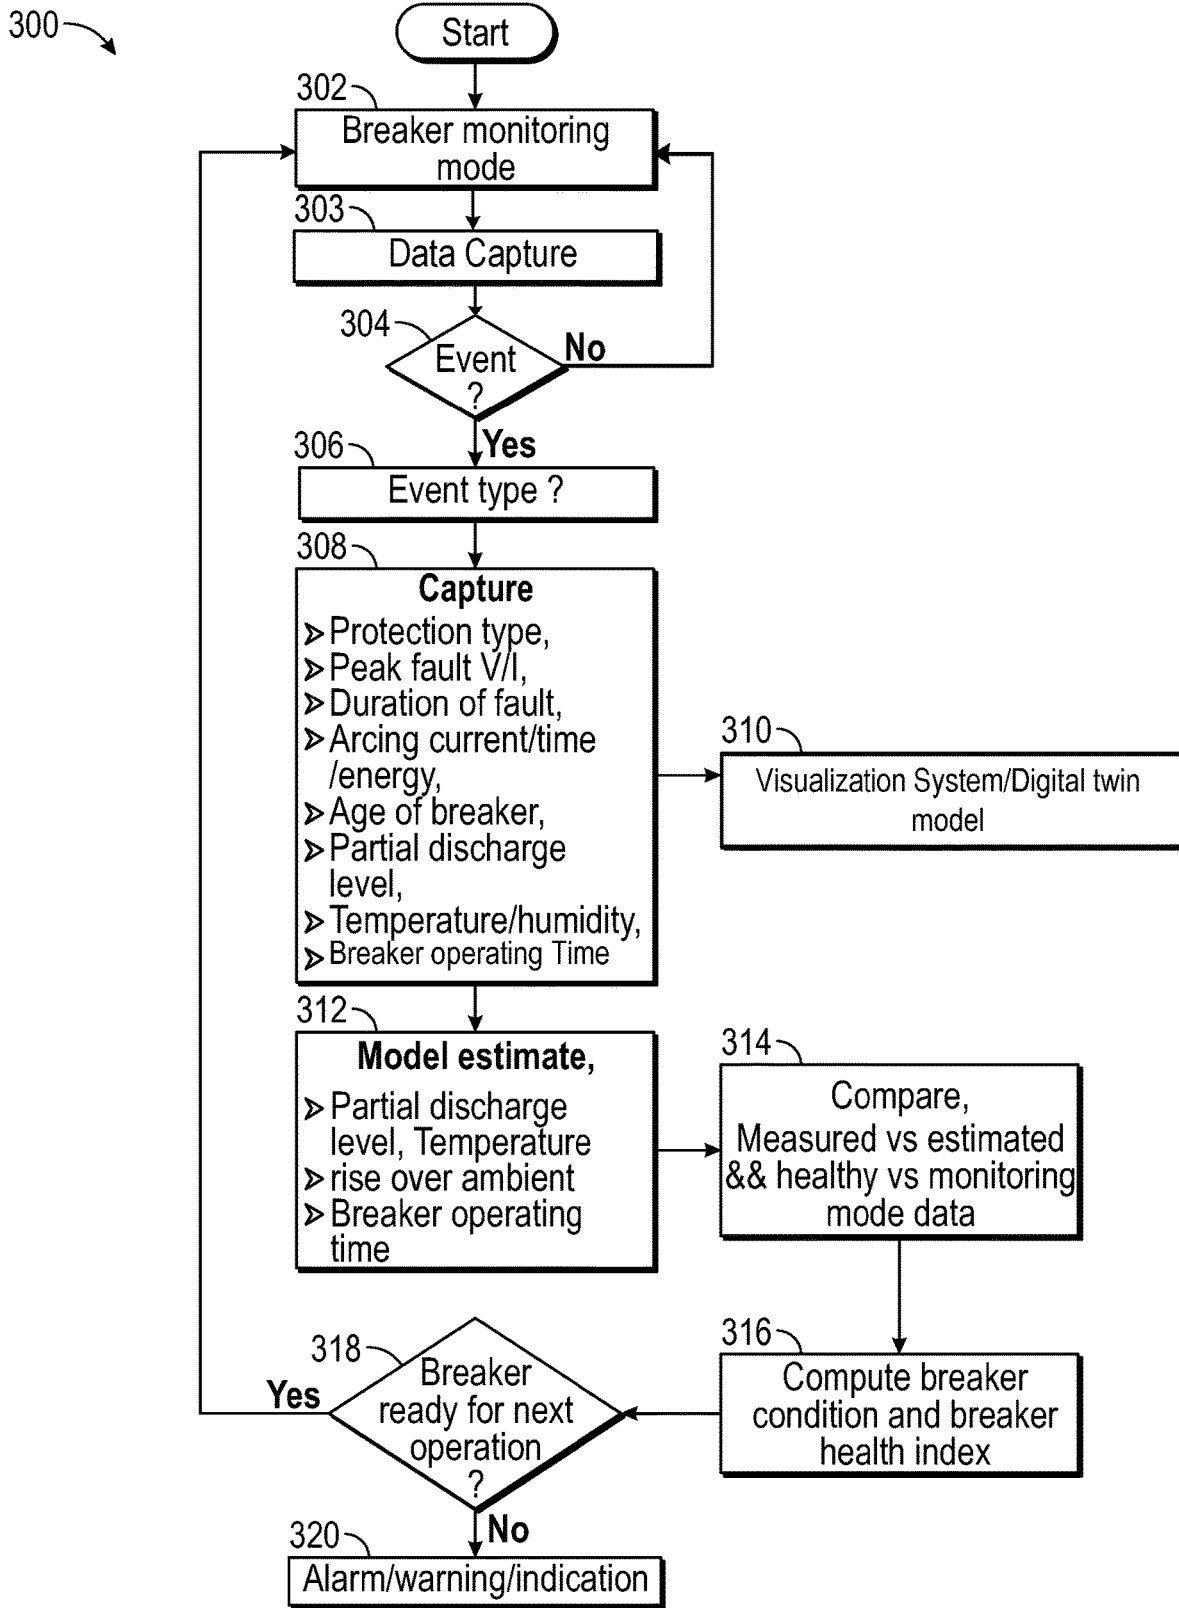 300
Start
302
Breaker monitoring
mode
303
Data Capture
304
Event
?
No
Yes
306
Event type ?
308
Capture
➢ Protection type,
➢ Peak fault V/I,
➢ Duration of fault,
➢ Arcing current/time
/energy,
➢ Age of breaker,
➢ Partial discharge
level,
➢ Temperature/humidity,
➢ Breaker operating Time
310
Visualization System/Digital twin
model
312
Model estimate,
➢ Partial discharge
level, Temperature
➢ rise over ambient
➢ Breaker operating
time
314
Compare,
Measured vs estimated
&& healthy vs monitoring
mode data
316
Compute breaker
condition and breaker
health index
318
Breaker
ready for next
operation
?
Yes
No
320
Alarm/warning/indication